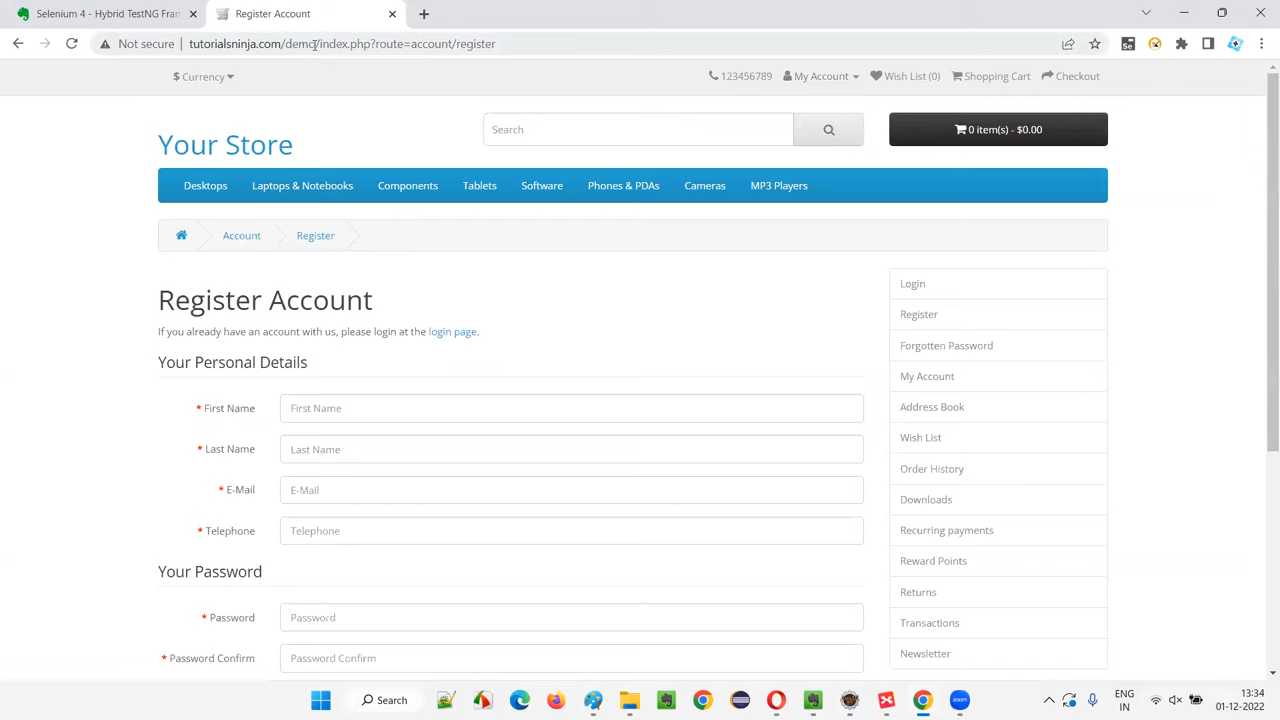 Selenium 4 - Hybrid TestNG Fran
Register Account
Not secure
tutorialsninja.com/demo/index.php?route=account/register
$ Currency
123456789
My Account
Wish List (0)
Shopping Cart
Checkout
Your Store
Search
0 item(s) - $0.00
Desktops
Laptops & Notebooks
Components
Tablets
Software
Phones & PDAs
Cameras
MP3 Players
Account
Register
Register Account
If you already have an account with us, please login at the login page.
Your Personal Details
* First Name
First Name
* Last Name
Last Name
* E-Mail
E-Mail
* Telephone
Telephone
Your Password
* Password
Password
* Password Confirm
Password Confirm
Login
Register
Forgotten Password
My Account
Address Book
Wish List
Order History
Downloads
Recurring payments
Reward Points
Returns
Transactions
Newsletter
Search
ENG
IN
13:34
01-12-2022